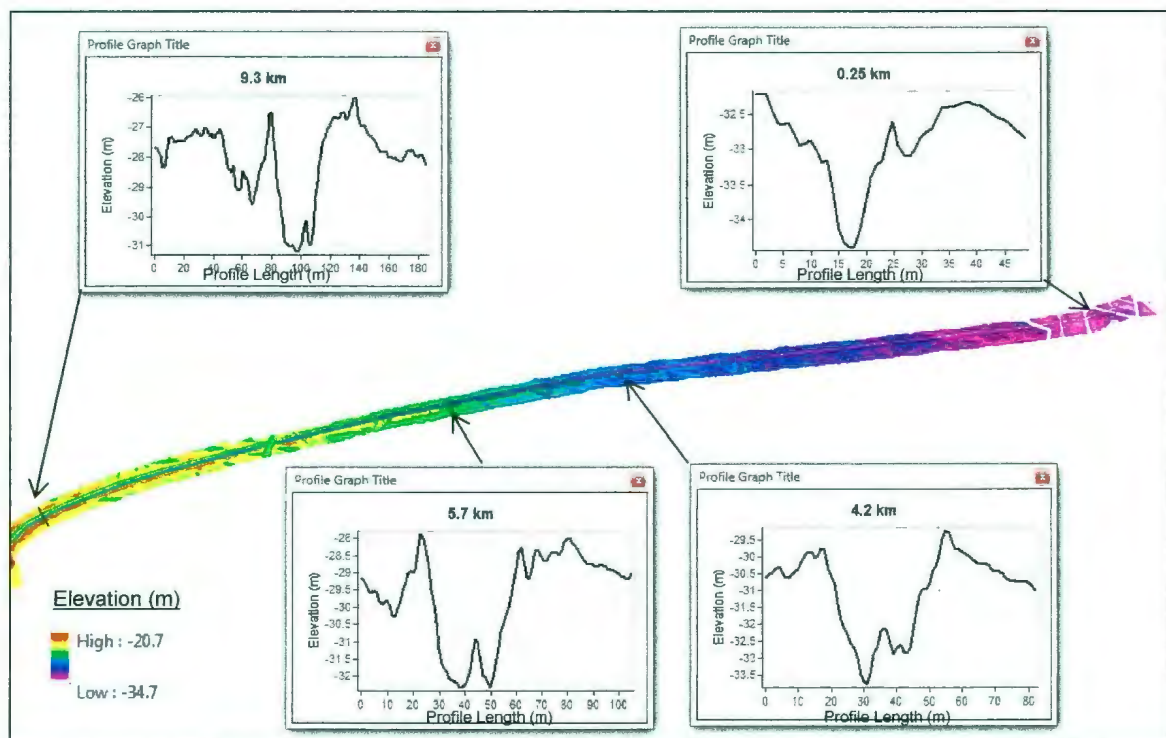 Profile Graph Title
9.3 km
Elevation (m)
-26
-27
-28
-29
-30
-31
0 20 40 60 80 100 120 140 160 180
Profile Length (m)
Profile Graph Title
0.25 km
Elevation (m)
-32.5
-33
-33.5
-34
0 5 10 15 20 25 30 35 40 45
Profile Length (m)
Profile Graph Title
5.7 km
Elevation (m)
-28
-28.5
-29
-29.5
-30
-30.5
-31
-31.5
-32
0 10 20 30 40 50 60 70 80 90 100
Profile Length (m)
Profile Graph Title
4.2 km
Elevation (m)
-29.5
-30
-30.5
-31
-31.5
-32
-32.5
-33
-33.5
0 10 20 30 40 50 60 70 80
Profile Length (m)
Elevation (m)
High : -20.7
Low : -34.7